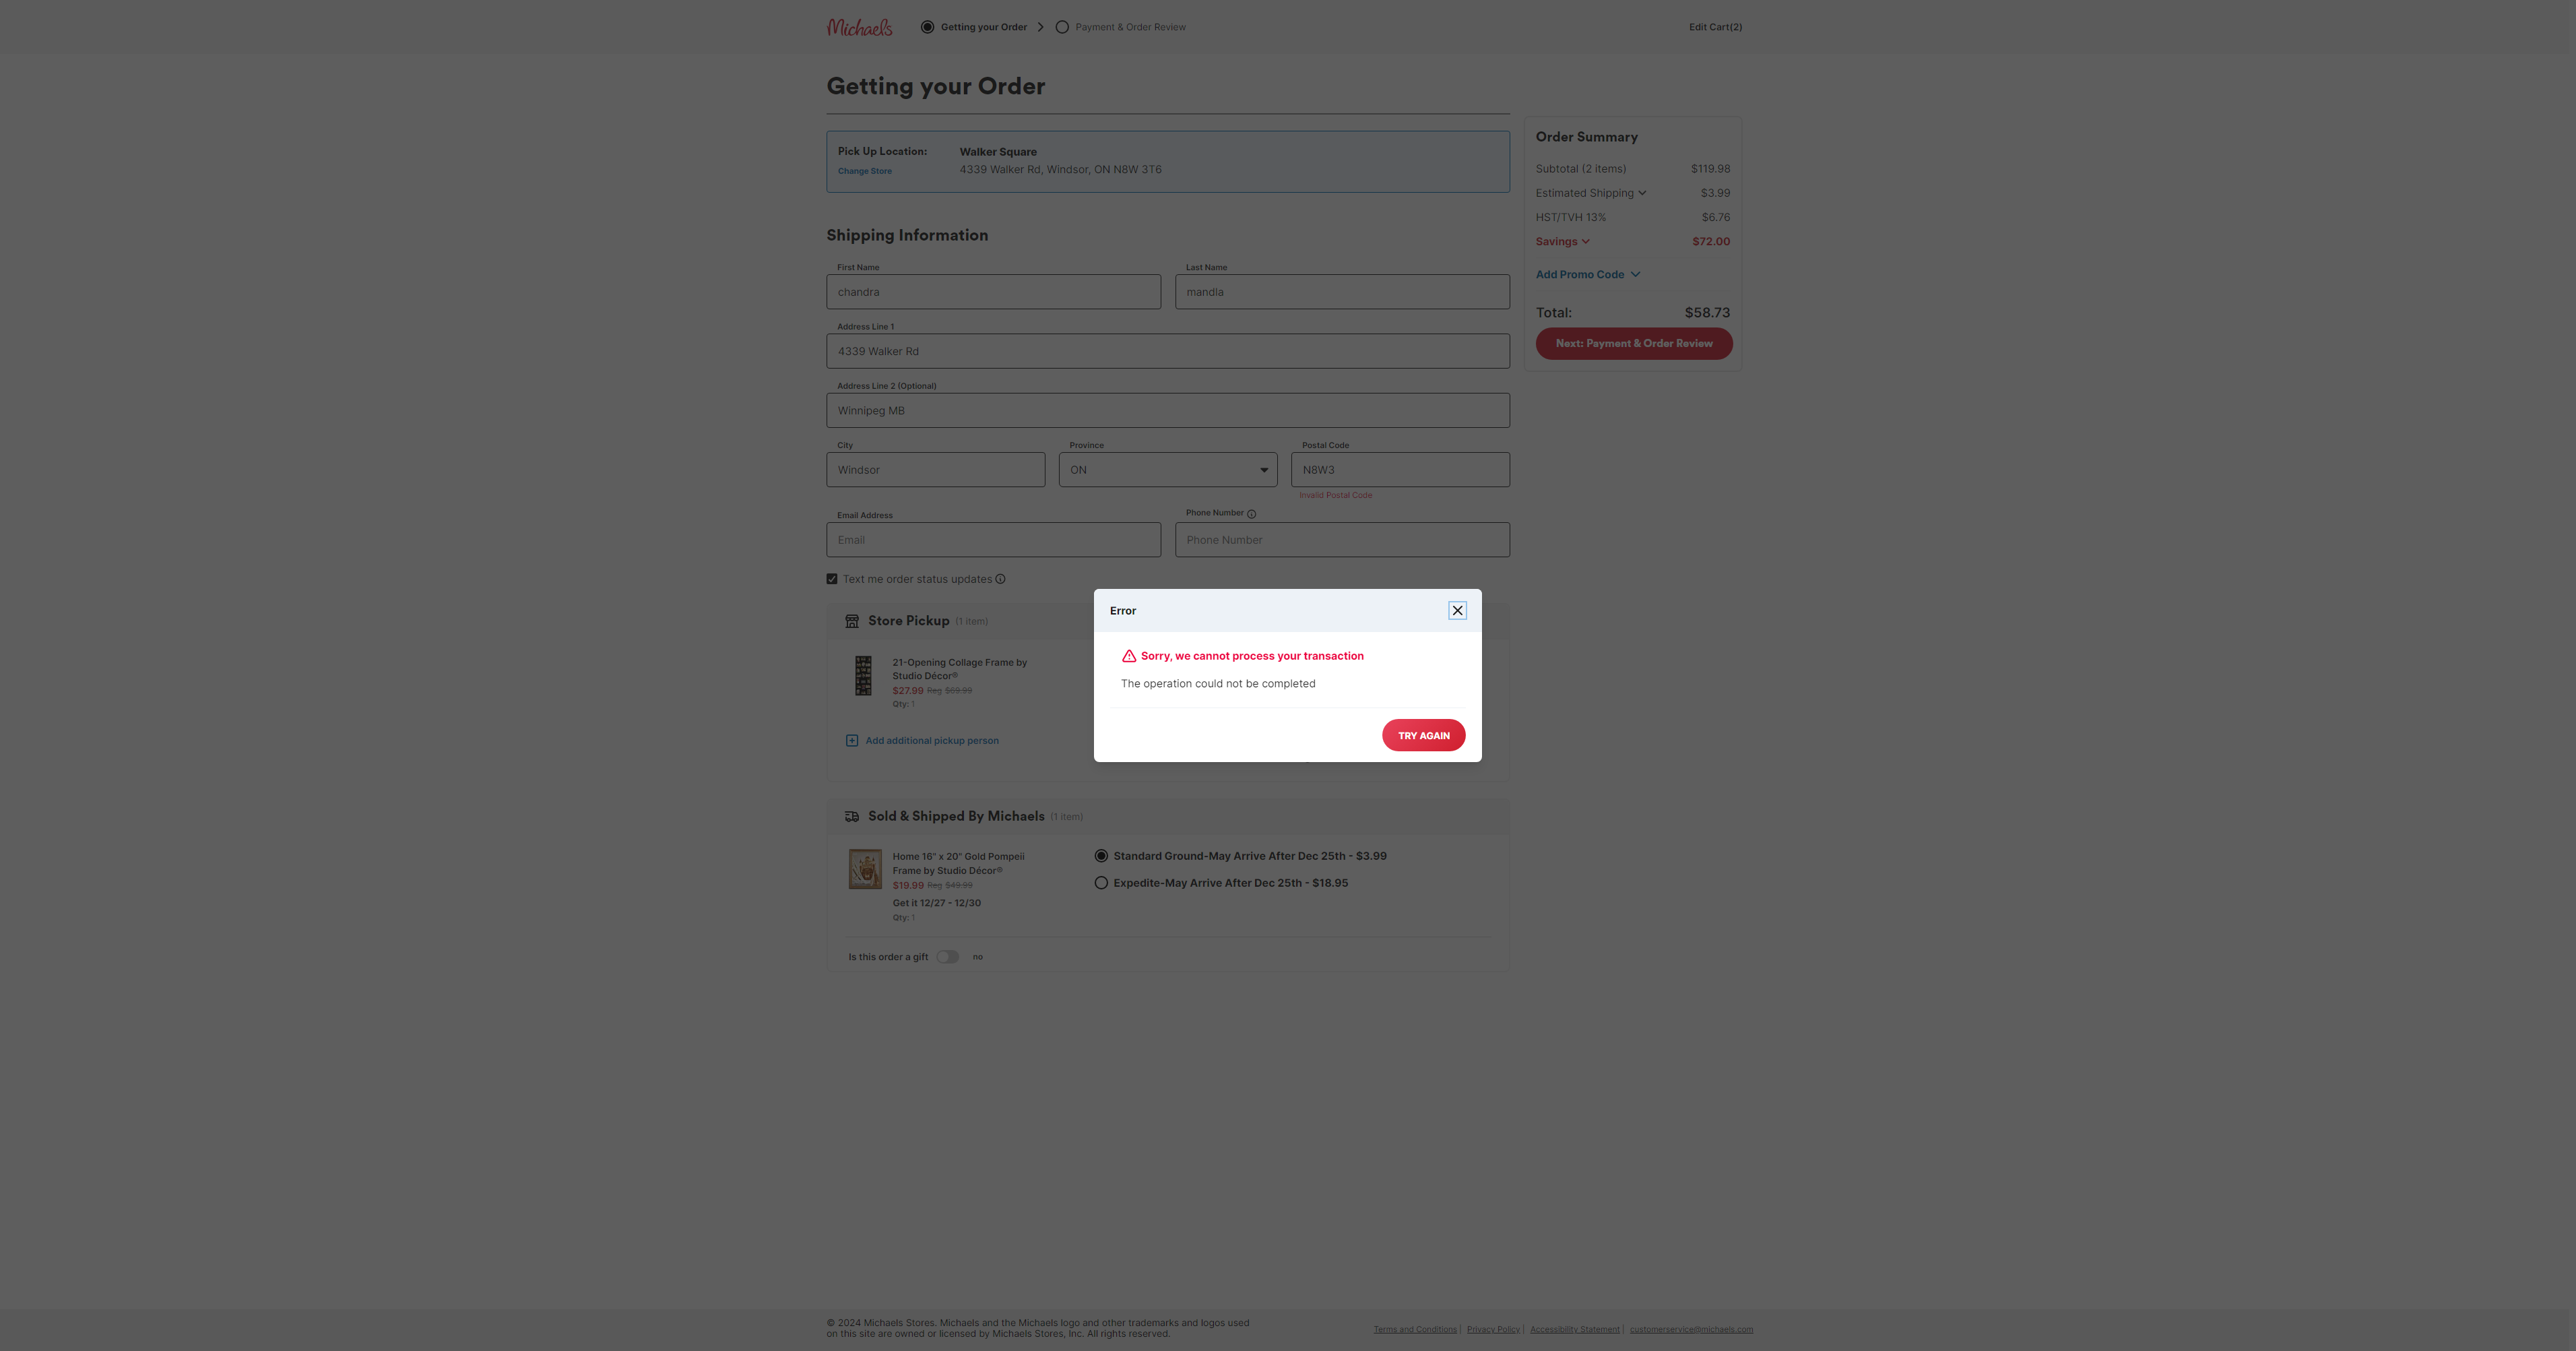 Michaels
Getting your Order
Payment & Order Review
Edit Cart(2)
Getting your Order
Pick Up Location:
Change Store
Walker Square
4339 Walker Rd, Windsor, ON N8W 3T6
Order Summary
Subtotal (2 items) $119.98
Estimated Shipping $3.99
HST/TVH 13% $6.76
Savings $72.00
Add Promo Code
Total: $58.73
Next: Payment & Order Review
Shipping Information
First Name
chandra
Last Name
mandla
Address Line 1
4339 Walker Rd
Address Line 2 (Optional)
Winnipeg MB
City
Windsor
Province
ON
Postal Code
N8W3
Invalid Postal Code
Email Address
Email
Phone Number
Phone Number
Text me order status updates
Error
Sorry, we cannot process your transaction
The operation could not be completed
TRY AGAIN
Store Pickup (1 item)
21-Opening Collage Frame by
Studio Décor®
$27.99 Reg $69.99
Qty: 1
Add additional pickup person
Sold & Shipped By Michaels (1 item)
Home 16" x 20" Gold Pompeii
Frame by Studio Décor®
$19.99 Reg $49.99
Get it 12/27 - 12/30
Qty: 1
Standard Ground-May Arrive After Dec 25th - $3.99
Expedite-May Arrive After Dec 25th - $18.95
Is this order a gift
no
© 2024 Michaels Stores. Michaels and the Michaels logo and other trademarks and logos used
on this site are owned or licensed by Michaels Stores, Inc. All rights reserved.
Terms and Conditions | Privacy Policy | Accessibility Statement | customerservice@michaels.com